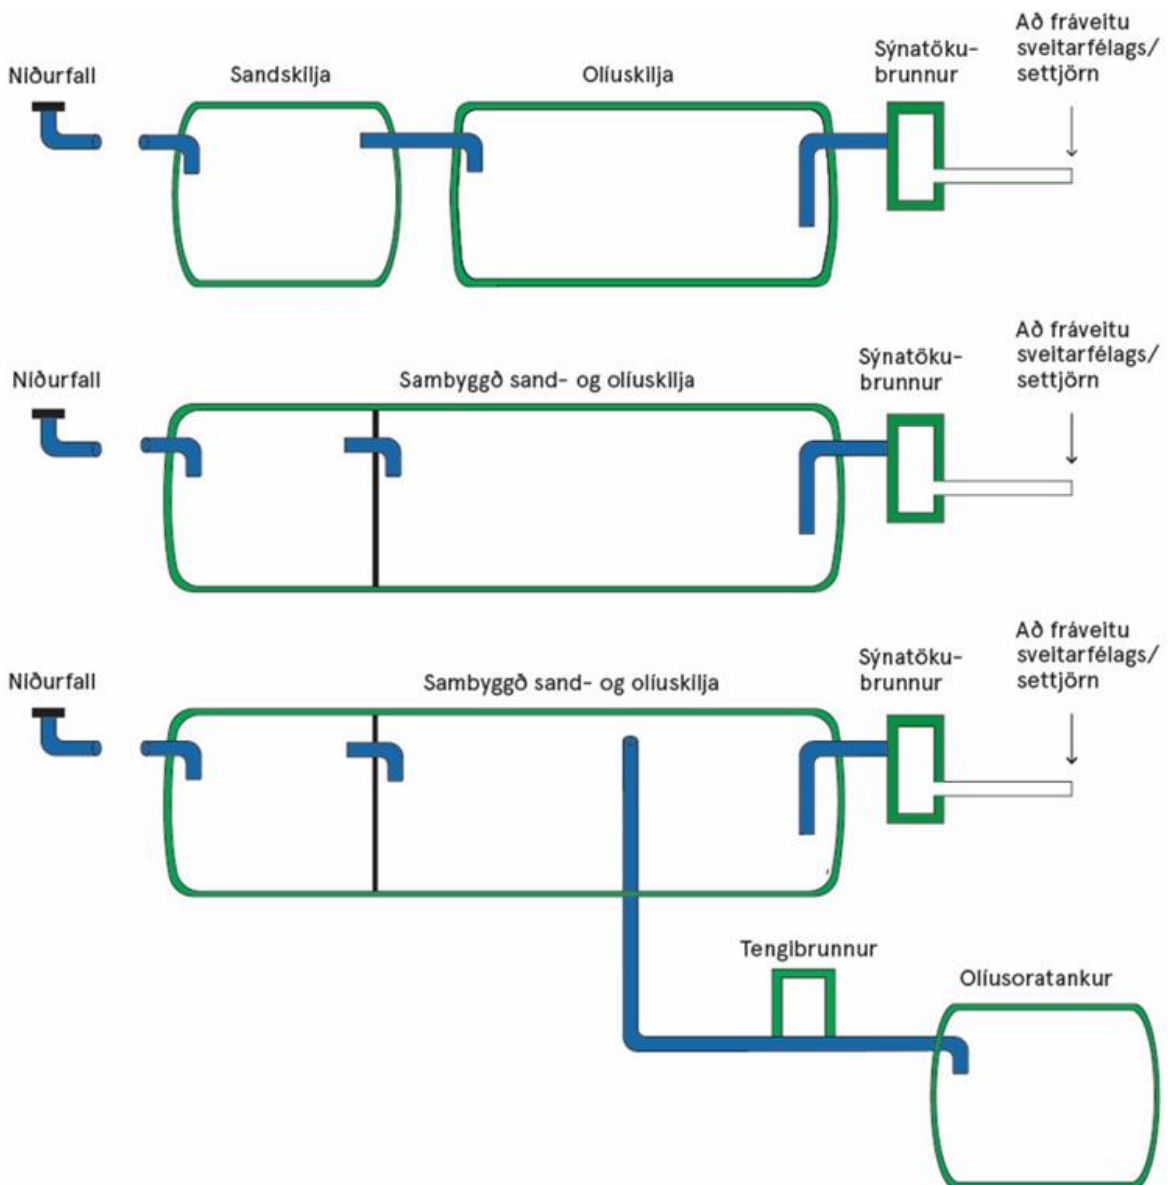 Niðurfall
Sandskilja
Olíuskilja
Sýnatöku-
brunnur
Að fráveitu
sveitarfélags/
settjörn
Niðurfall
Sambyggð sand- og olíuskilja
Sýnatöku-
brunnur
Að fráveitu
sveitarfélags/
settjörn
Niðurfall
Sambyggð sand- og olíuskilja
Sýnatöku-
brunnur
Að fráveitu
sveitarfélags/
settjörn
Tengibrunnur
Olíusoratankur